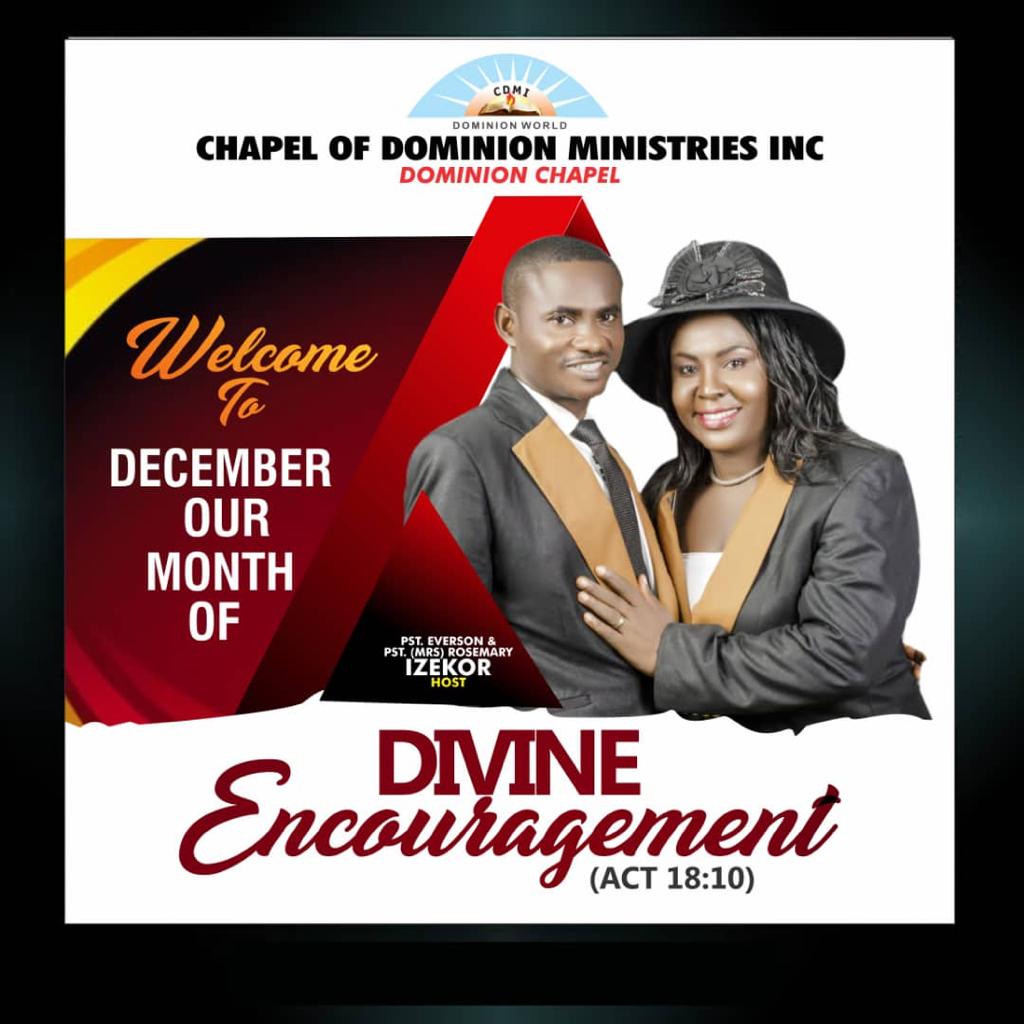 CDMI
DOMINION WORLD
CHAPEL OF DOMINION MINISTRIES INC
DOMINION CHAPEL
Welcome
To
DECEMBER
OUR
MONTH
OF
PST. EVERSON &
PST. (MRS) ROSEMARY
IZEKOR
HOST
DIVINE
Encouragement
(ACT 18:10)